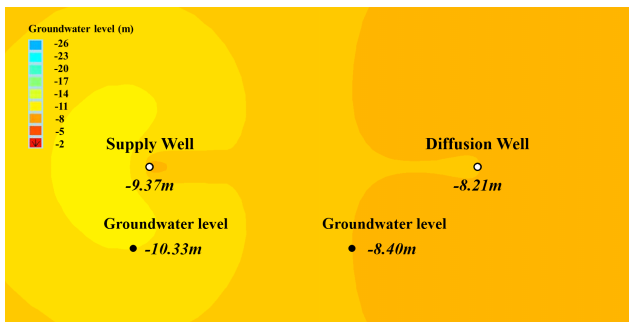 Groundwater level (m)
-26
-23
-20
-17
-14
-11
-8
-5
-2
Supply Well
Diffusion Well
-9.37m
-8.21m
Groundwater level
Groundwater level
-10.33m
-8.40m